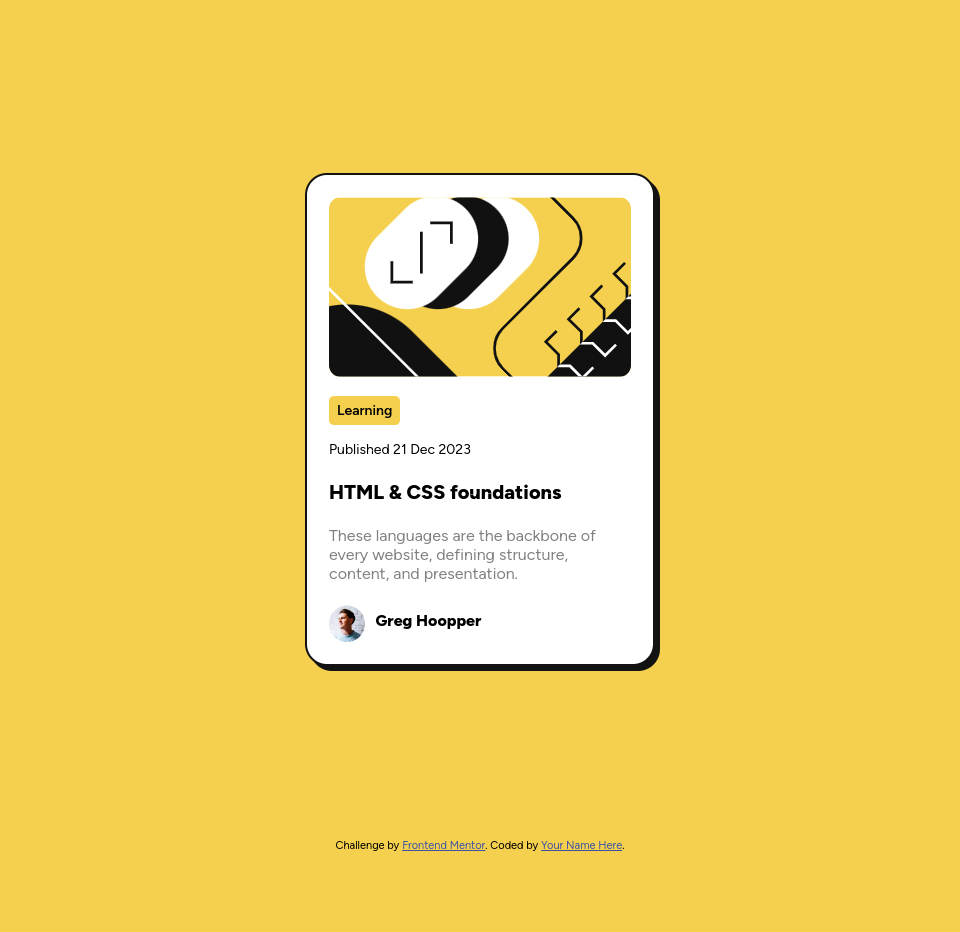 Learning
Published 21 Dec 2023
HTML & CSS foundations
These languages are the backbone of
every website, defining structure,
content, and presentation.
Greg Hoopper
Challenge by Frontend Mentor. Coded by Your Name Here.